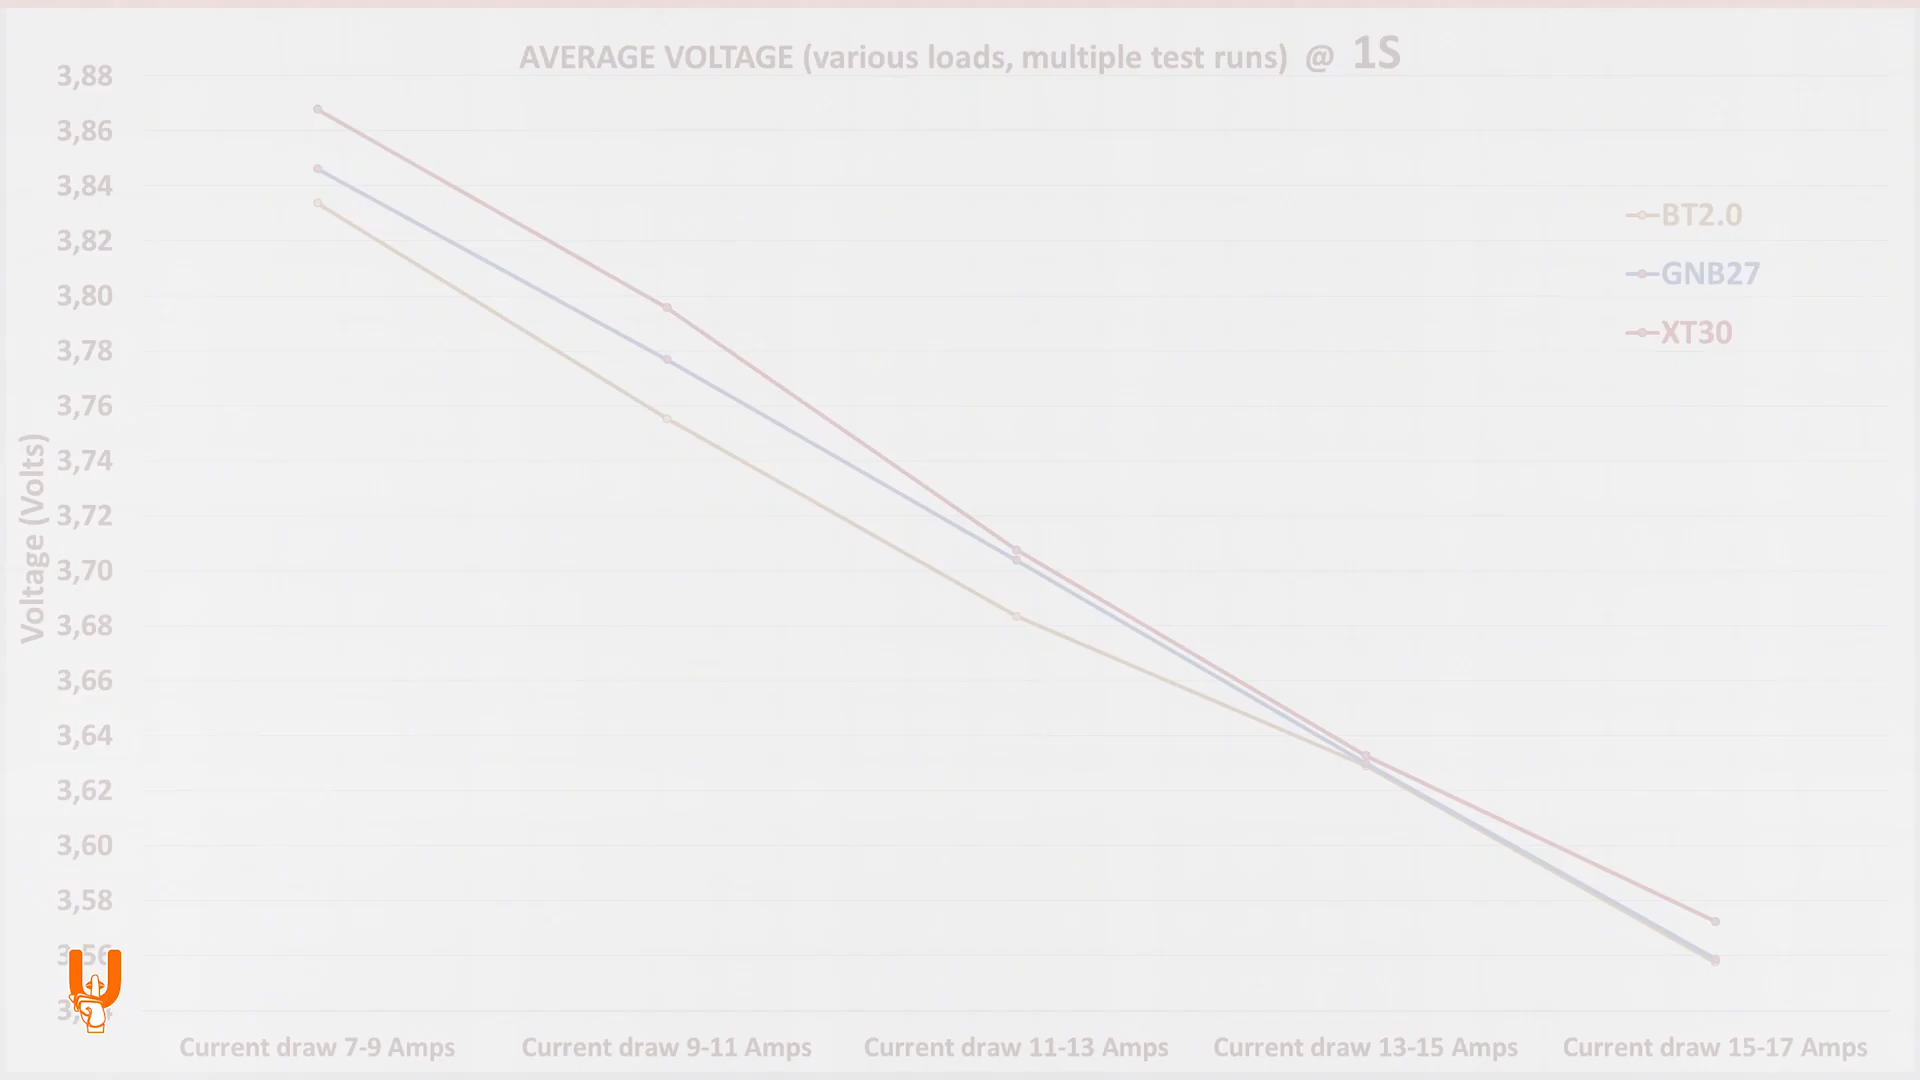 AVERAGE VOLTAGE (various loads, multiple test runs) @ 1S
3,88
3,86
3,84
3,82
3,80
3,78
3,76
3,74
3,72
3,70
3,68
3,66
3,64
3,62
3,60
3,58
Voltage (Volts)
BT2.0
GNB27
XT30
Current draw 7-9 Amps
Current draw 9-11 Amps
Current draw 11-13 Amps
Current draw 13-15 Amps
Current draw 15-17 Amps